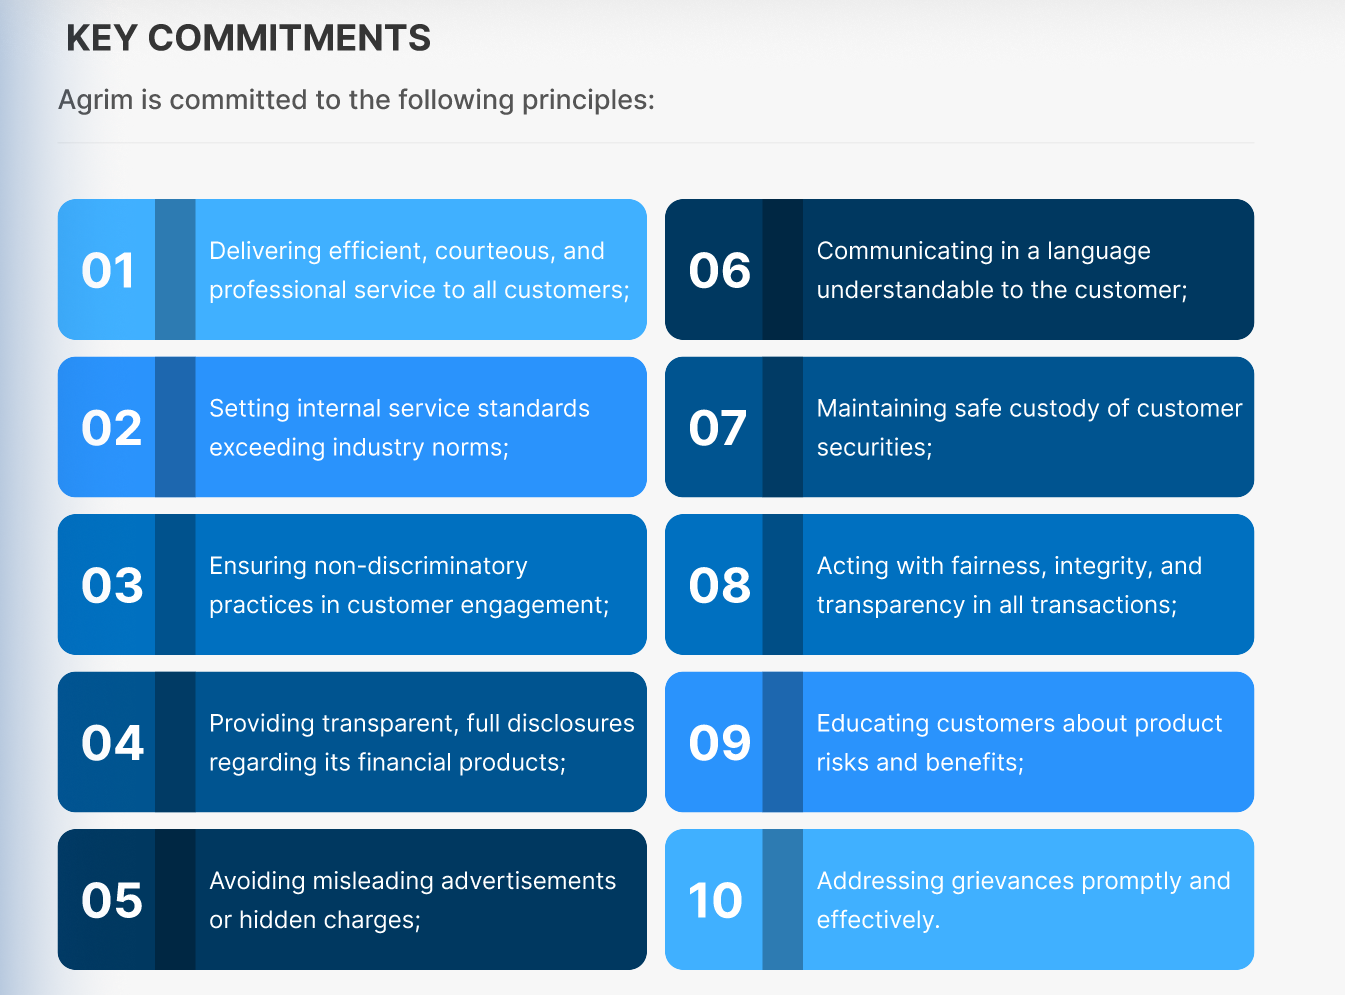 KEY COMMITMENTS
Agrim is committed to the following principles:
01
Delivering efficient, courteous, and
professional service to all customers;
02
Setting internal service standards
exceeding industry norms;
03
Ensuring non-discriminatory
practices in customer engagement;
04
Providing transparent, full disclosures
regarding its financial products;
05
Avoiding misleading advertisements
or hidden charges;
06
Communicating in a language
understandable to the customer;
07
Maintaining safe custody of customer
securities;
08
Acting with fairness, integrity, and
transparency in all transactions;
09
Educating customers about product
risks and benefits;
10
Addressing grievances promptly and
effectively.